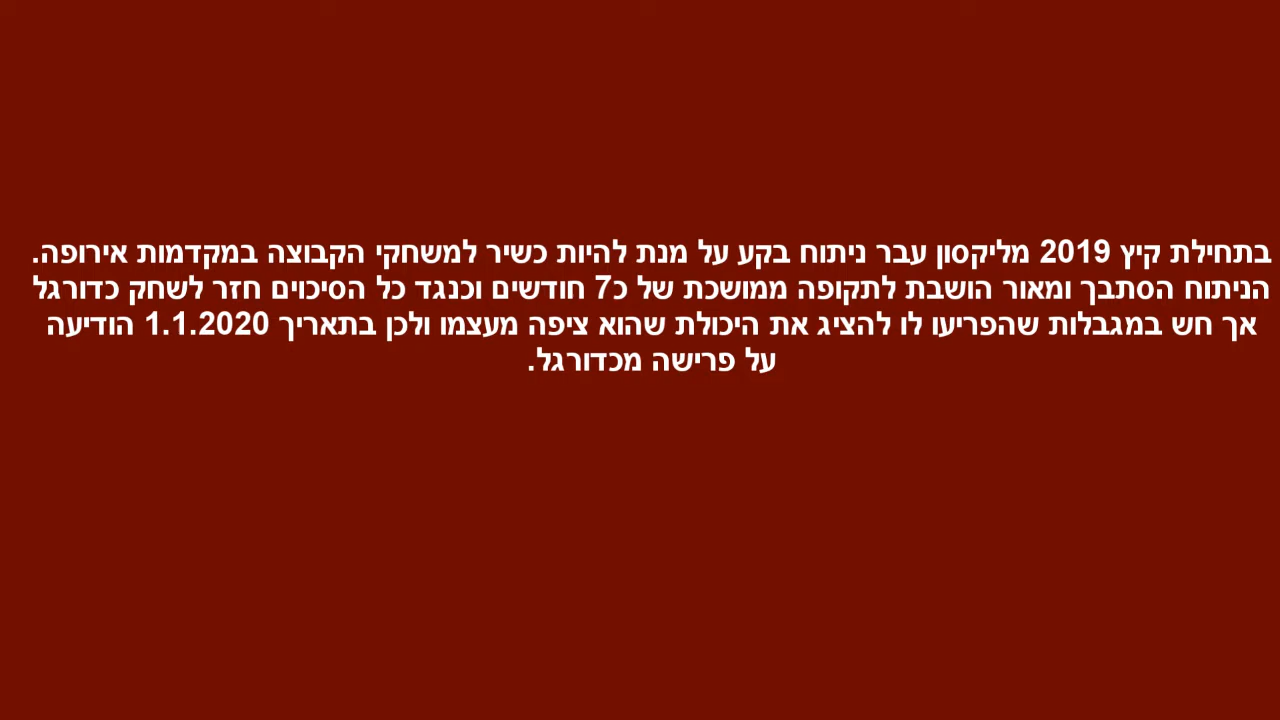 בתחילת קיץ 2019 מליקסון עבר ניתוח בקע על מנת להיות כשיר למשחקי הקבוצה במקדמות אירופה.
הניתוח הסתבך ומאור הושבת לתקופה ממושכת של כ7 חודשים וכנגד כל הסיכוים חזר לשחק כדורגל
אך חש במגבלות שהפריעו לו להציג את היכולת שהוא ציפה מעצמו ולכן בתאריך 1.1.2020 הודיעה
על פרישה מכדורגל.